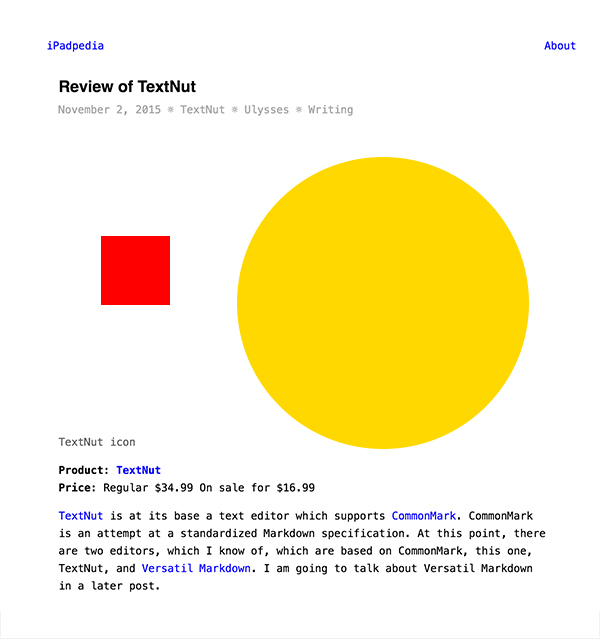 iPadpedia About
Review of TextNut
November 2, 2015 ☼ TextNut ☼ Ulysses ☼ Writing
TextNut icon
Product: TextNut
Price: Regular $34.99 On sale for $16.99
TextNut is at its base a text editor which supports CommonMark. CommonMark
is an attempt at a standardized Markdown specification. At this point, there
are two editors, which I know of, which are based on CommonMark, this one,
TextNut, and Versatil Markdown. I am going to talk about Versatil Markdown
in a later post.